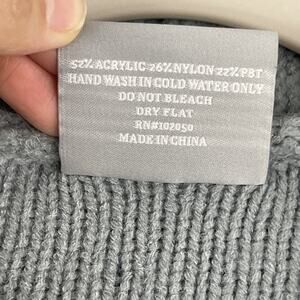 52% ACRYLIC 26% NYLON 22% PBT
HAND WASH IN COLD WATER ONLY
DO NOT BLEACH
DRY FLAT
RN#102050
MADE IN CHINA